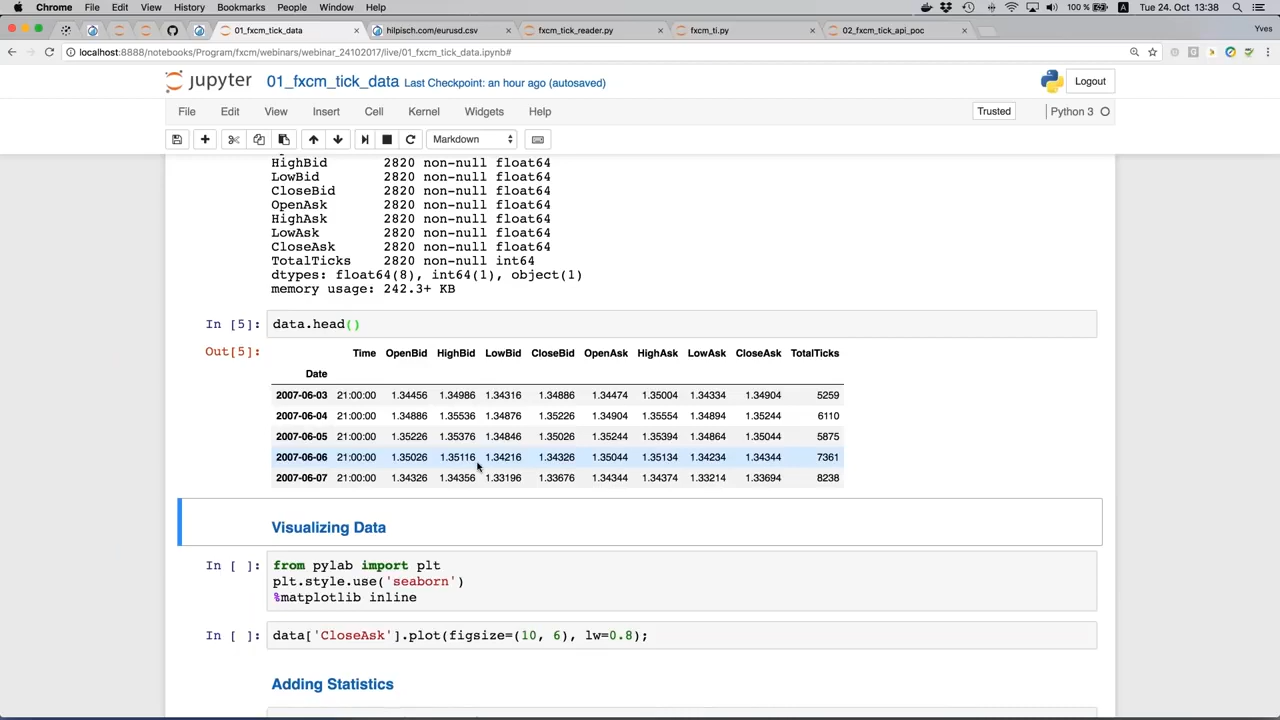 Chrome File Edit View History Bookmarks People Window Help 100 % A Tue 24. Oct 13:38
01_fxcm_tick_data hilpisch.com/eurusd.csv fxcm_tick_reader.py fxcm_ti.py 02_fxcm_tick_api_poc Yves
localhost:8888/notebooks/Program/fxcm/webinars/webinar_24102017/live/01_fxcm_tick_data.ipynb#
jupyter 01_fxcm_tick_data Last Checkpoint: an hour ago (autosaved) Logout
File Edit View Insert Cell Kernel Widgets Help Trusted Python 3
Markdown
HighBid 2820 non-null float64
LowBid 2820 non-null float64
CloseBid 2820 non-null float64
OpenAsk 2820 non-null float64
HighAsk 2820 non-null float64
LowAsk 2820 non-null float64
CloseAsk 2820 non-null float64
TotalTicks 2820 non-null int64
dtypes: float64(8), int64(1), object(1)
memory usage: 242.3+ KB
In [5]: data.head()
Out[5]: Time OpenBid HighBid LowBid CloseBid OpenAsk HighAsk LowAsk CloseAsk TotalTicks
Date
2007-06-03 21:00:00 1.34456 1.34986 1.34316 1.34886 1.34474 1.35004 1.34334 1.34904 5259
2007-06-04 21:00:00 1.34886 1.35536 1.34876 1.35226 1.34904 1.35554 1.34894 1.35244 6110
2007-06-05 21:00:00 1.35226 1.35376 1.34846 1.35026 1.35244 1.35394 1.34864 1.35044 5875
2007-06-06 21:00:00 1.35026 1.35116 1.34216 1.34326 1.35044 1.35134 1.34234 1.34344 7361
2007-06-07 21:00:00 1.34326 1.34356 1.33196 1.33676 1.34344 1.34374 1.33214 1.33694 8238
Visualizing Data
In [ ]: from pylab import plt
plt.style.use('seaborn')
%matplotlib inline
In [ ]: data['CloseAsk'].plot(figsize=(10, 6), lw=0.8);
Adding Statistics